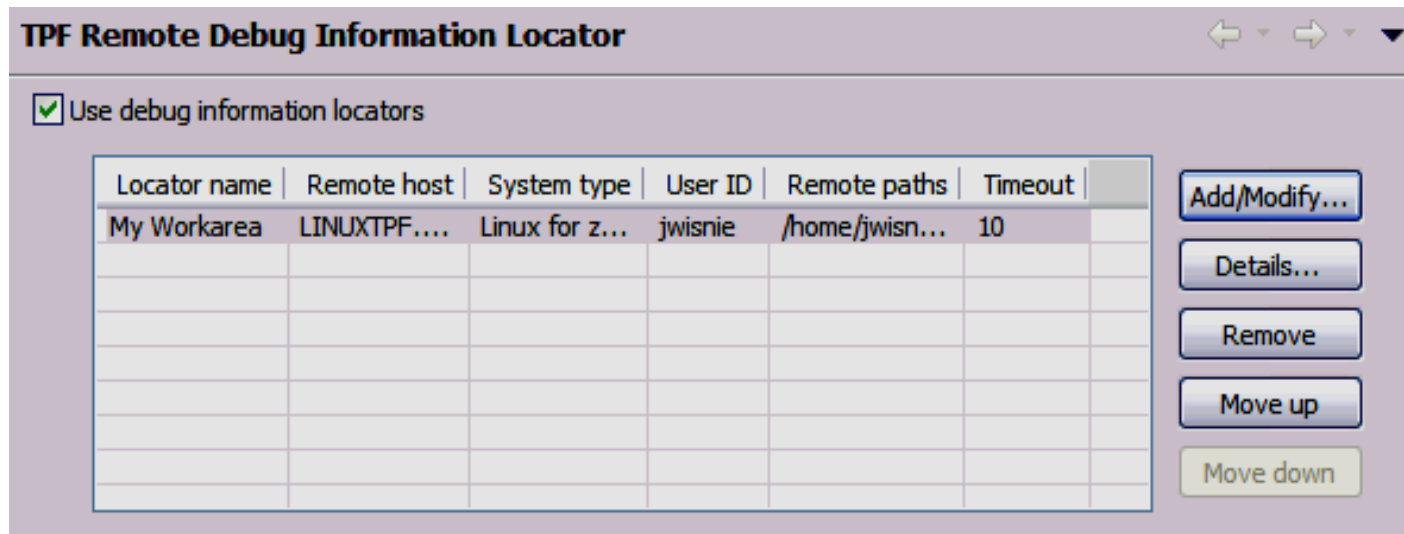 TPF Remote Debug Information Locator
Use debug information locators
Locator name Remote host System type User ID Remote paths Timeout
My Workarea LINUXTPF.... Linux for z... jwisnie /home/jwisn... 10
Add/Modify...
Details...
Remove
Move up
Move down